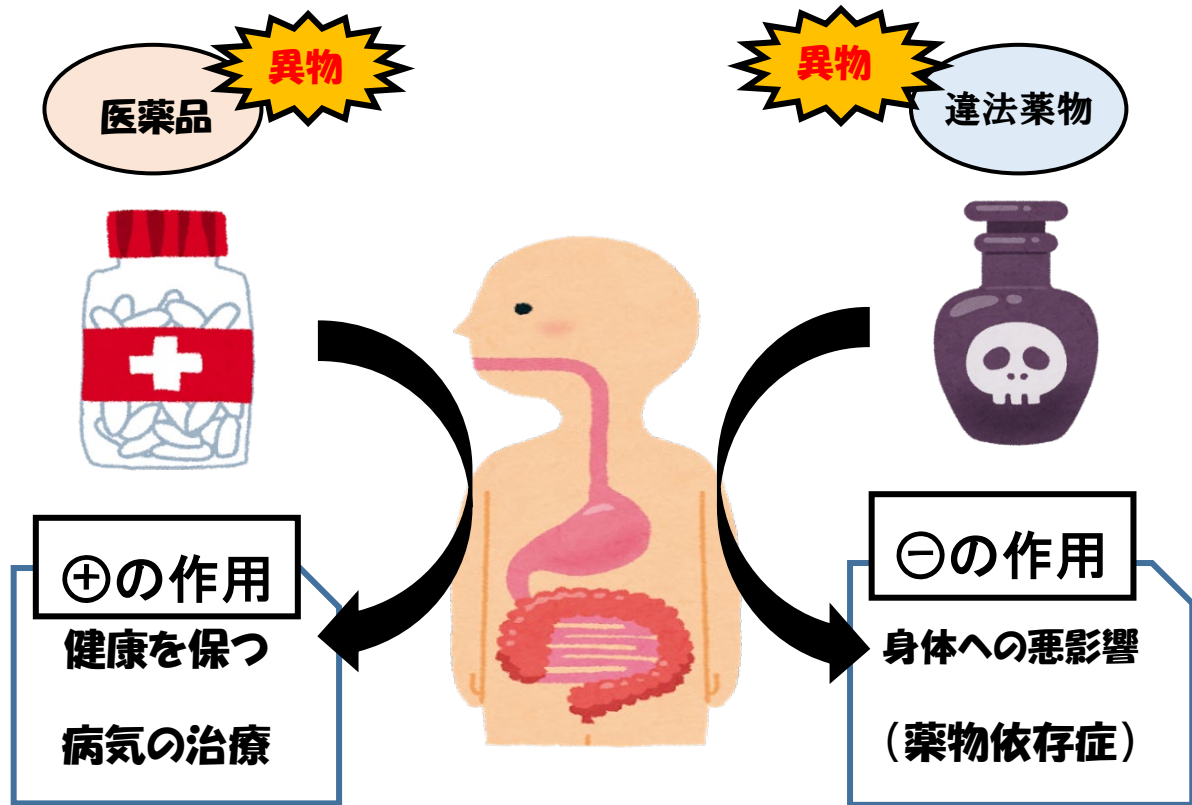 医薬品
異物
異物
違法薬物
⊕の作用
健康を保つ
病気の治療
⊖の作用
身体への悪影響
(薬物依存症)